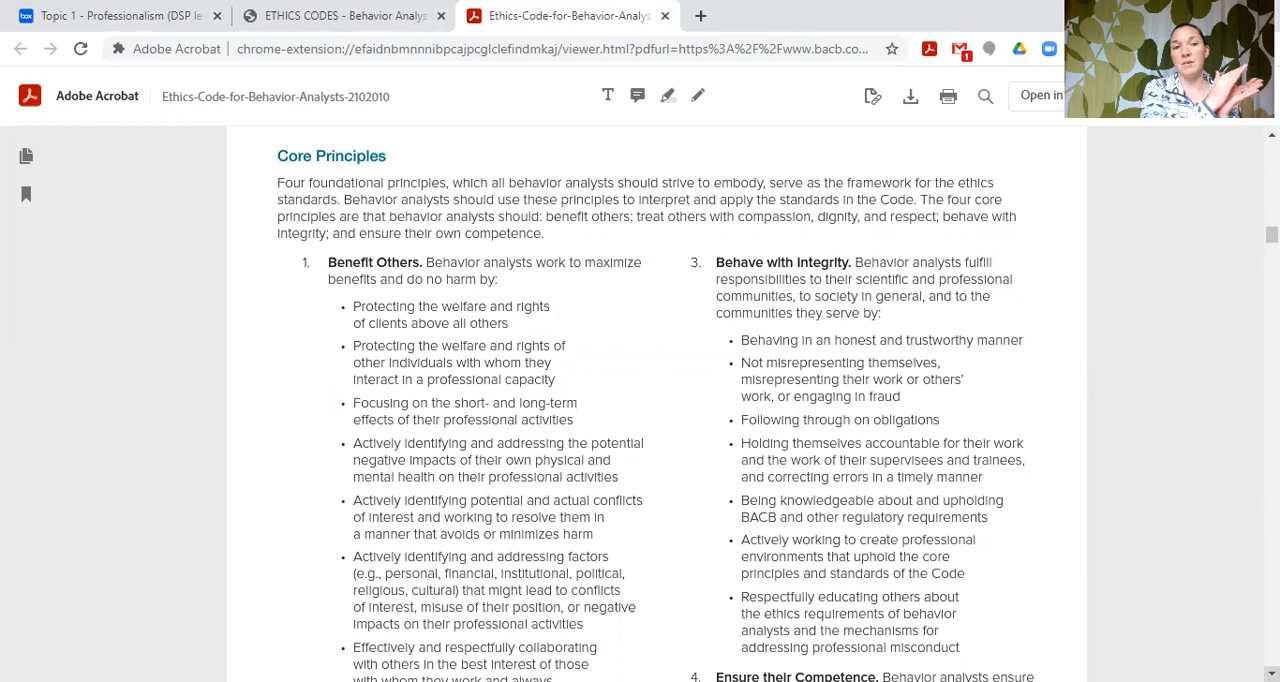 Topic 1 - Professionalism (DSP le
ETHICS CODES - Behavior Analys
Ethics-Code-for-Behavior-Analys
Adobe Acrobat
chrome-extension://efaidnbmnnnibpcajpcglclefindmkaj/viewer.html?pdfurl=https%3A%2F%2Fwww.bacb.co...
1
Adobe Acrobat
Ethics-Code-for-Behavior-Analysts-2102010
Open in
Core Principles
Four foundational principles, which all behavior analysts should strive to embody, serve as the framework for the ethics
standards. Behavior analysts should use these principles to interpret and apply the standards in the Code. The four core
principles are that behavior analysts should: benefit others; treat others with compassion, dignity, and respect; behave with
integrity; and ensure their own competence.
1. Benefit Others. Behavior analysts work to maximize
benefits and do no harm by:
• Protecting the welfare and rights
of clients above all others
• Protecting the welfare and rights of
other individuals with whom they
interact in a professional capacity
• Focusing on the short- and long-term
effects of their professional activities
• Actively identifying and addressing the potential
negative impacts of their own physical and
mental health on their professional activities
• Actively identifying potential and actual conflicts
of interest and working to resolve them in
a manner that avoids or minimizes harm
• Actively identifying and addressing factors
(e.g., personal, financial, institutional, political,
religious, cultural) that might lead to conflicts
of interest, misuse of their position, or negative
impacts on their professional activities
• Effectively and respectfully collaborating
with others in the best interest of those
with whom they work and always
3. Behave with Integrity. Behavior analysts fulfill
responsibilities to their scientific and professional
communities, to society in general, and to the
communities they serve by:
• Behaving in an honest and trustworthy manner
• Not misrepresenting themselves,
misrepresenting their work or others'
work, or engaging in fraud
• Following through on obligations
• Holding themselves accountable for their work
and the work of their supervisees and trainees,
and correcting errors in a timely manner
• Being knowledgeable about and upholding
BACB and other regulatory requirements
• Actively working to create professional
environments that uphold the core
principles and standards of the Code
• Respectfully educating others about
the ethics requirements of behavior
analysts and the mechanisms for
addressing professional misconduct
4. Ensure their Competence. Behavior analysts ensure